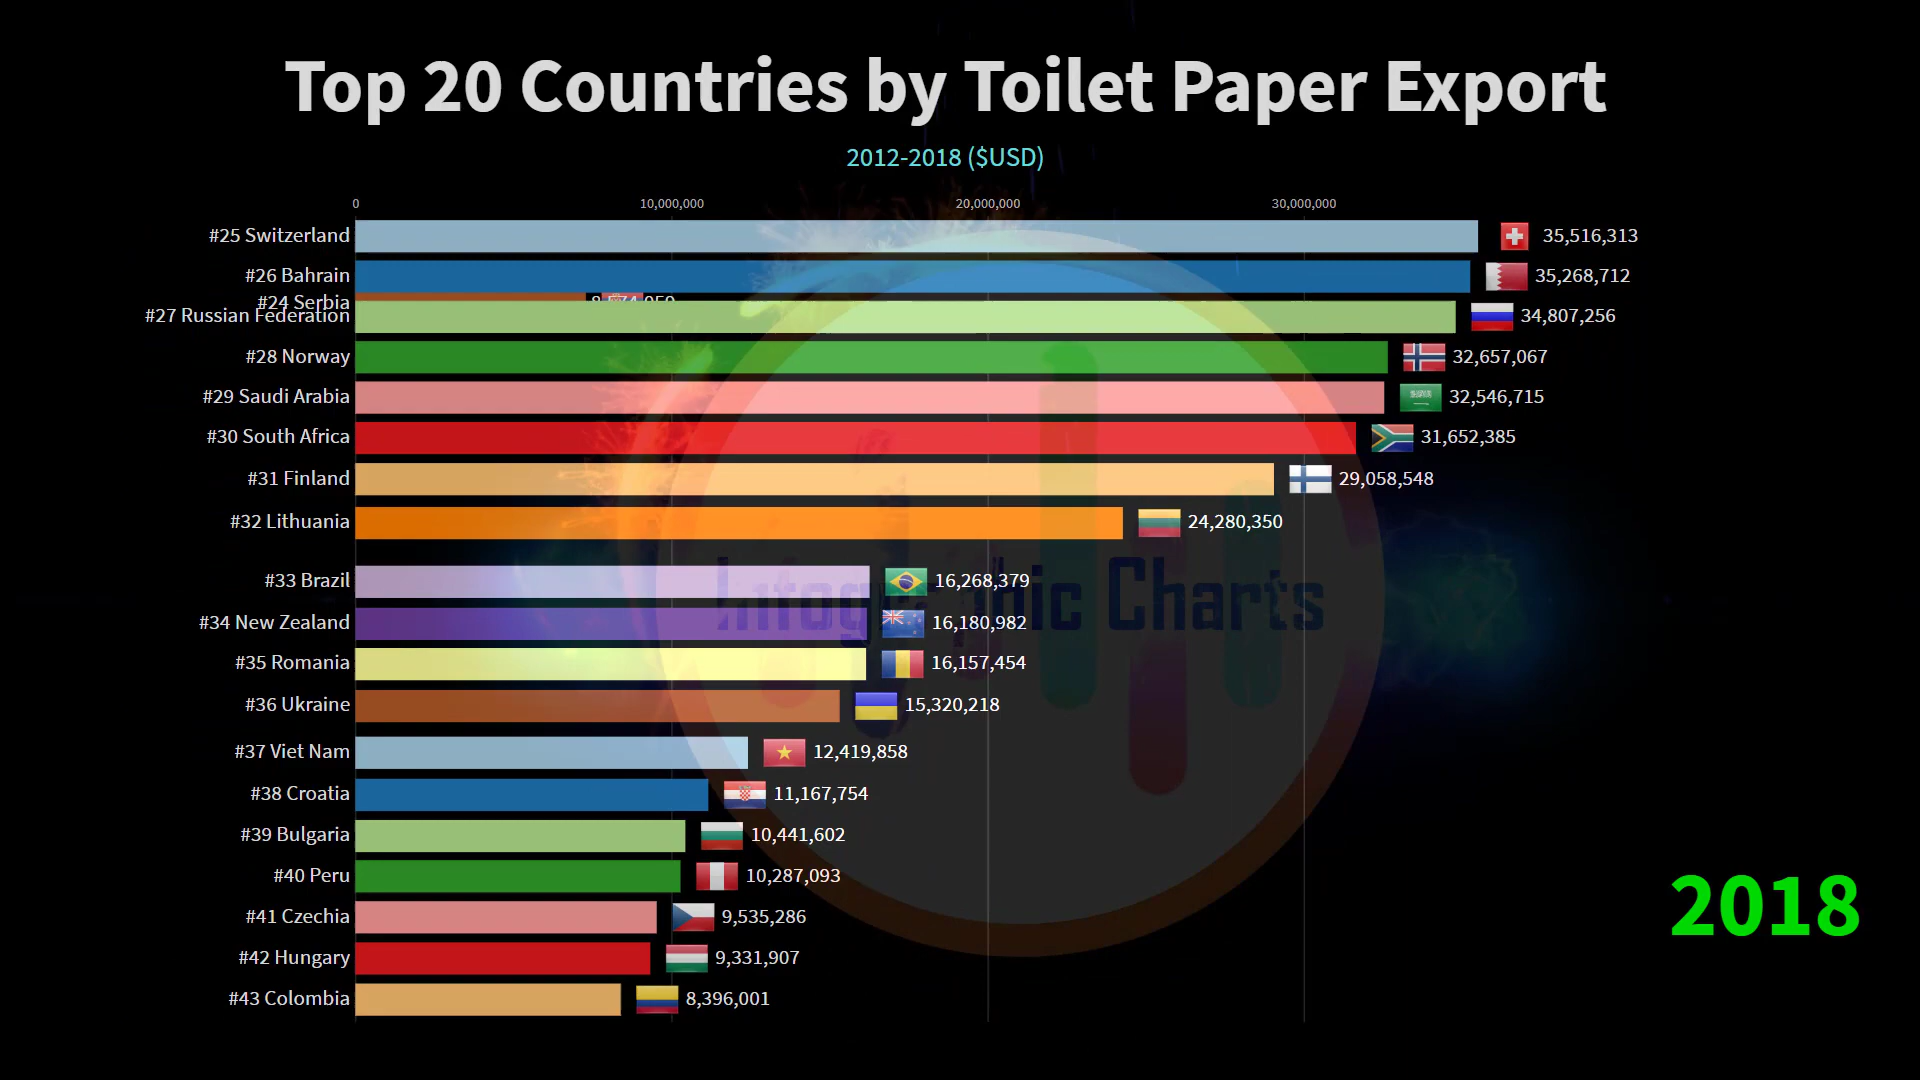 Top 20 Countries by Toilet Paper Export
2012-2018 ($USD)
0 10,000,000 20,000,000 30,000,000
#25 Switzerland 35,516,313
#26 Bahrain 35,268,712
#24 Serbia
#27 Russian Federation 34,807,256
#28 Norway 32,657,067
#29 Saudi Arabia 32,546,715
#30 South Africa 31,652,385
#31 Finland 29,058,548
#32 Lithuania 24,280,350
#33 Brazil 16,268,379
Infographic Charts
#34 New Zealand 16,180,982
#35 Romania 16,157,454
#36 Ukraine 15,320,218
#37 Viet Nam 12,419,858
#38 Croatia 11,167,754
#39 Bulgaria 10,441,602
#40 Peru 10,287,093
#41 Czechia 9,535,286
2018
#42 Hungary 9,331,907
#43 Colombia 8,396,001